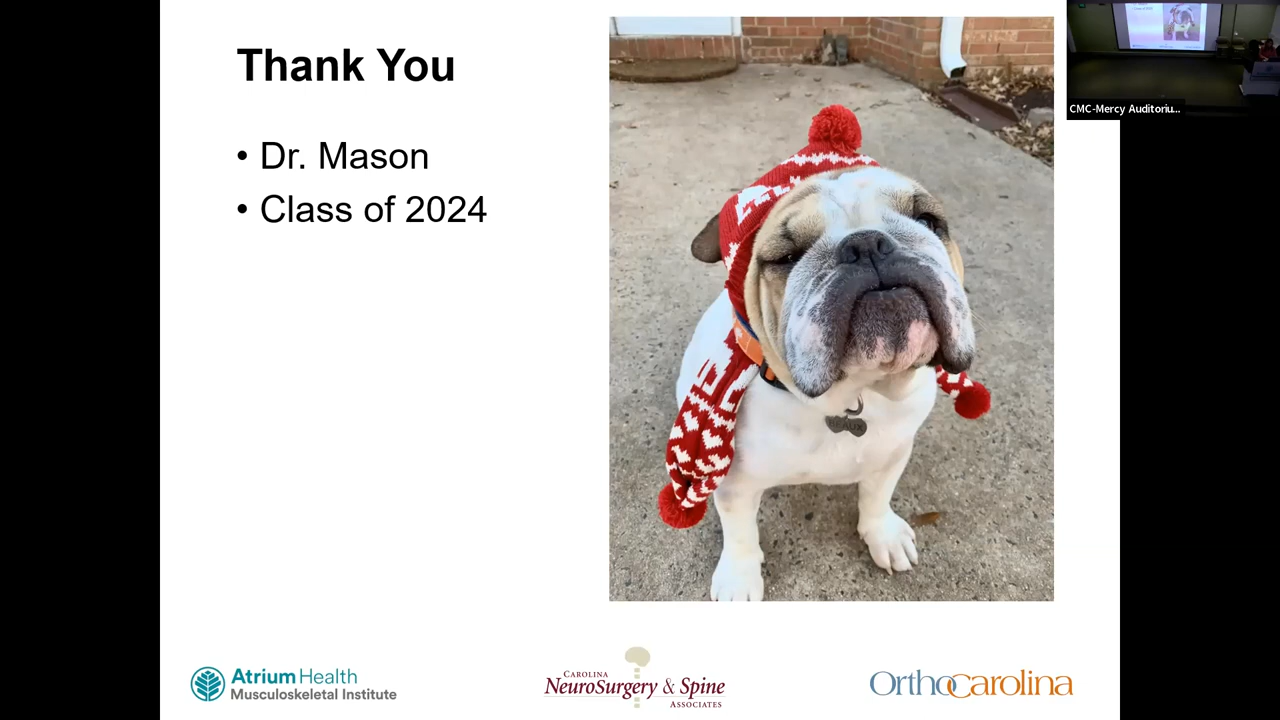 Thank You
• Dr. Mason
• Class of 2024
CMC-Mercy Auditoriu...
Atrium Health
Musculoskeletal Institute
CAROLINA
NEUROSURGERY & SPINE
ASSOCIATES
OrthoCarolina